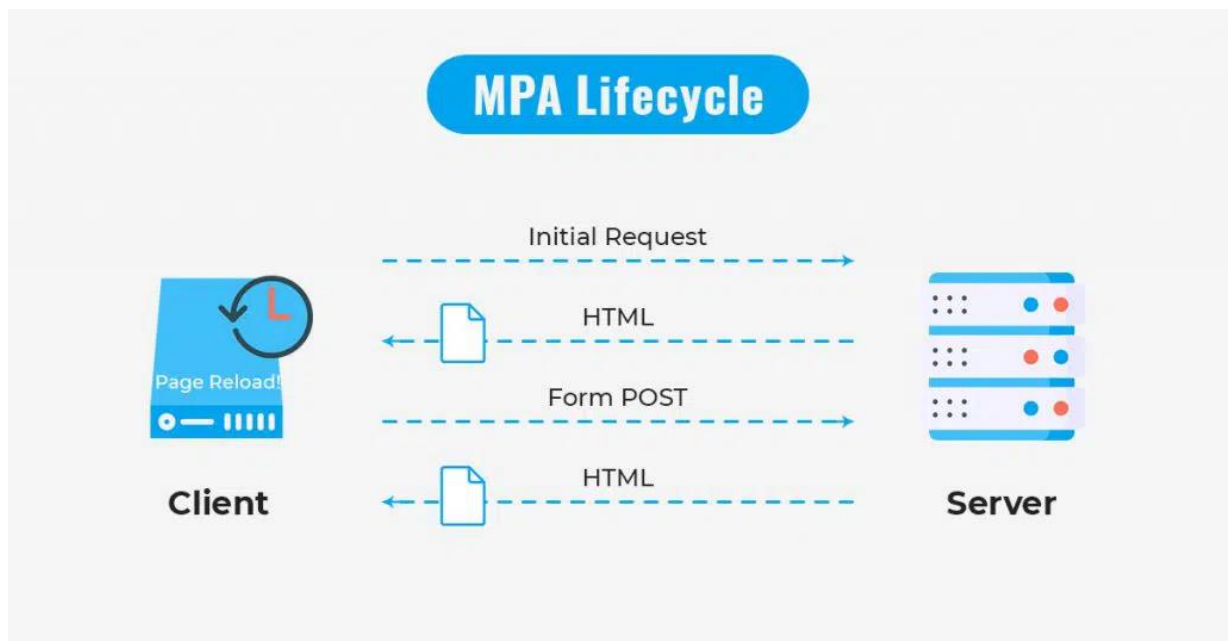 MPA Lifecycle
Initial Request
HTML
Page Reload!
Form POST
HTML
Client
Server